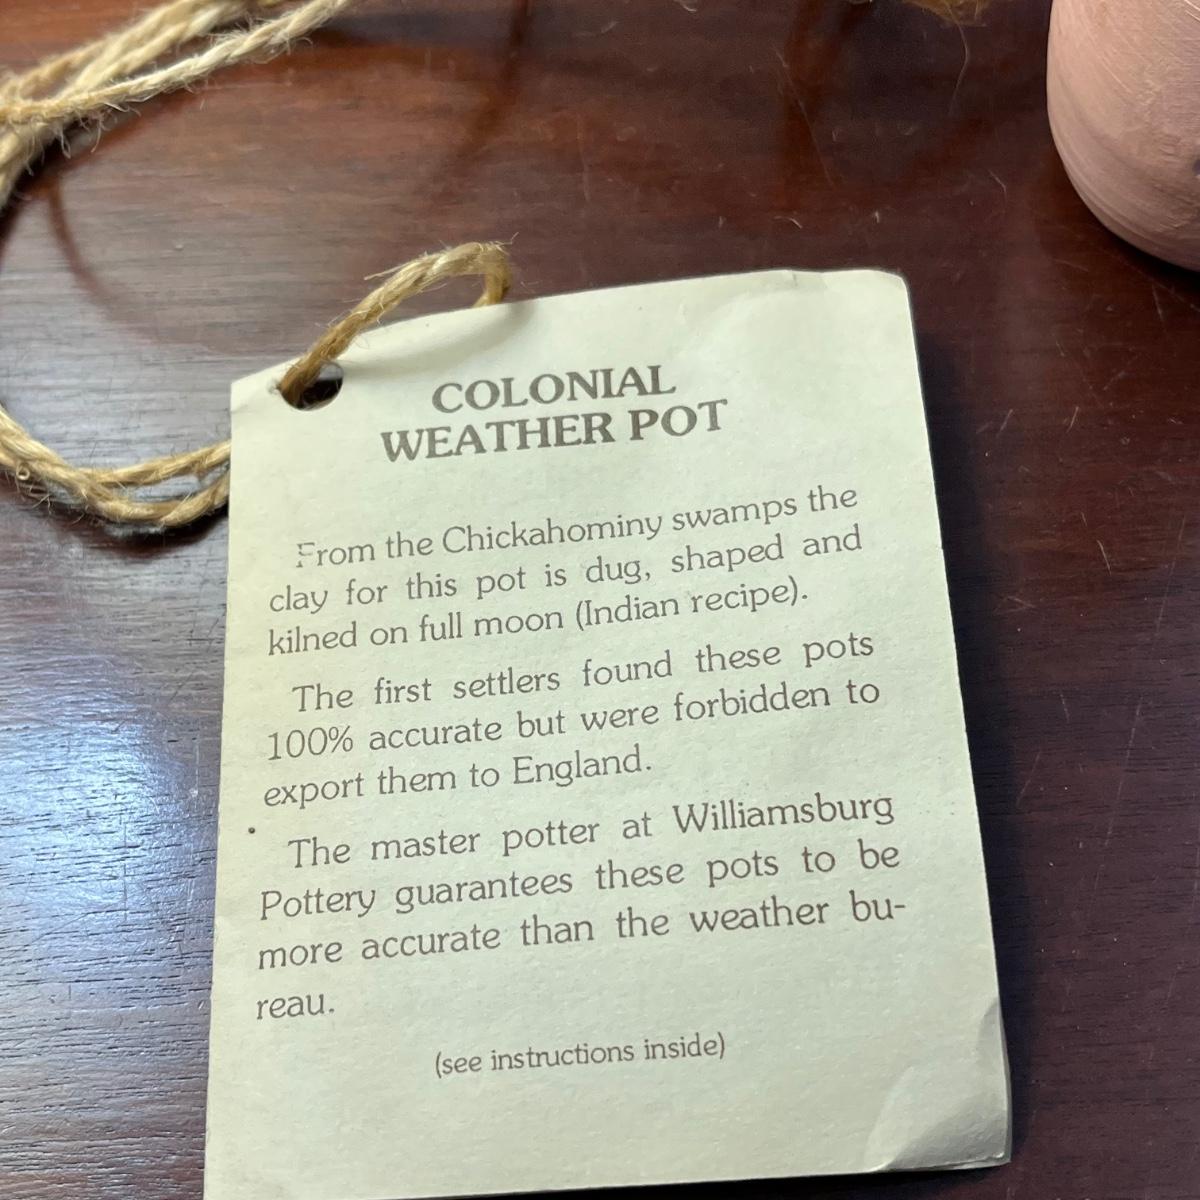 COLONIAL
WEATHER POT
From the Chickahominy swamps the
clay for this pot is dug, shaped and
kilned on full moon (Indian recipe).
The first settlers found these pots
100% accurate but were forbidden to
export them to England.
The master potter at Williamsburg
Pottery guarantees these pots to be
more accurate than the weather bu-
reau.
(see instructions inside)